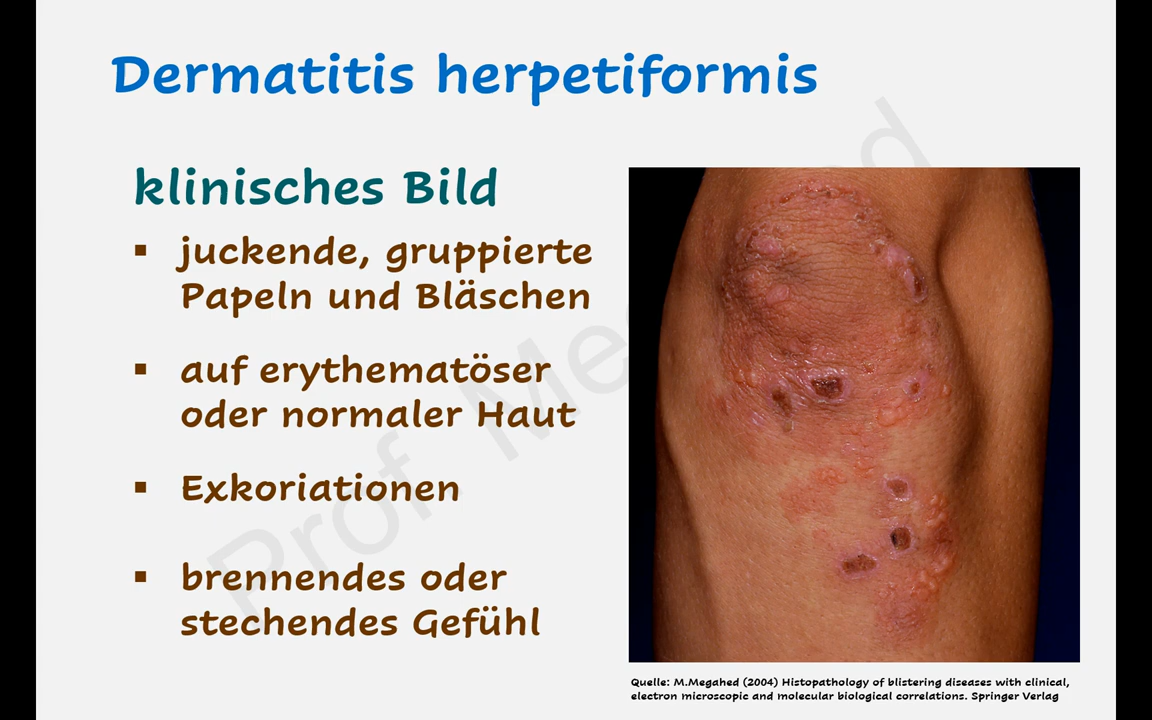 Dermatitis herpetiformis
klinisches Bild
▪ juckende, gruppierte
Papeln und Bläschen
▪ auf erythematöser
oder normaler Haut
▪ Exkoriationen
▪ brennendes oder
stechendes Gefühl
Quelle: M.Megahed (2004) Histopathology of blistering diseases with clinical,
electron microscopic and molecular biological correlations. Springer Verlag
Prof.